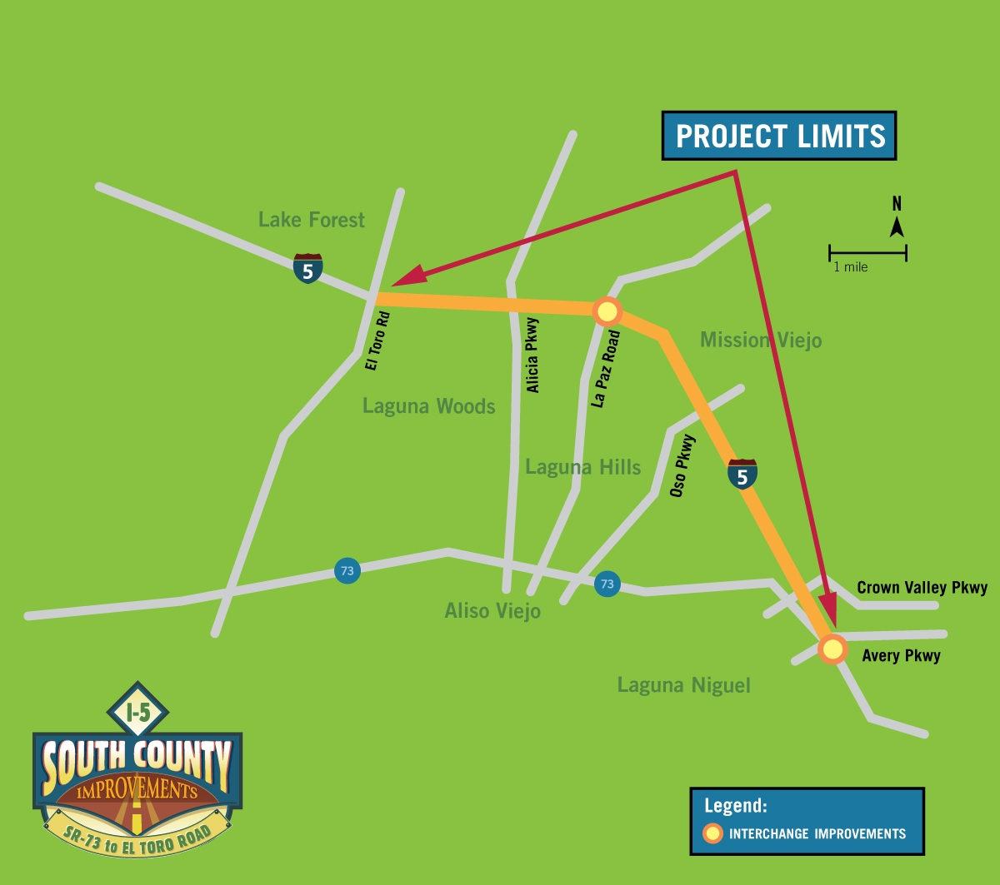 PROJECT LIMITS
N
1 mile
Lake Forest
5
El Toro Rd
Alicia Pkwy
La Paz Road
Mission Viejo
Laguna Woods
Oso Pkwy
Laguna Hills
5
73
73
Crown Valley Pkwy
Aliso Viejo
Avery Pkwy
Laguna Niguel
I-5
SOUTH COUNTY
IMPROVEMENTS
SR-73 to EL TORO ROAD
Legend:
INTERCHANGE IMPROVEMENTS